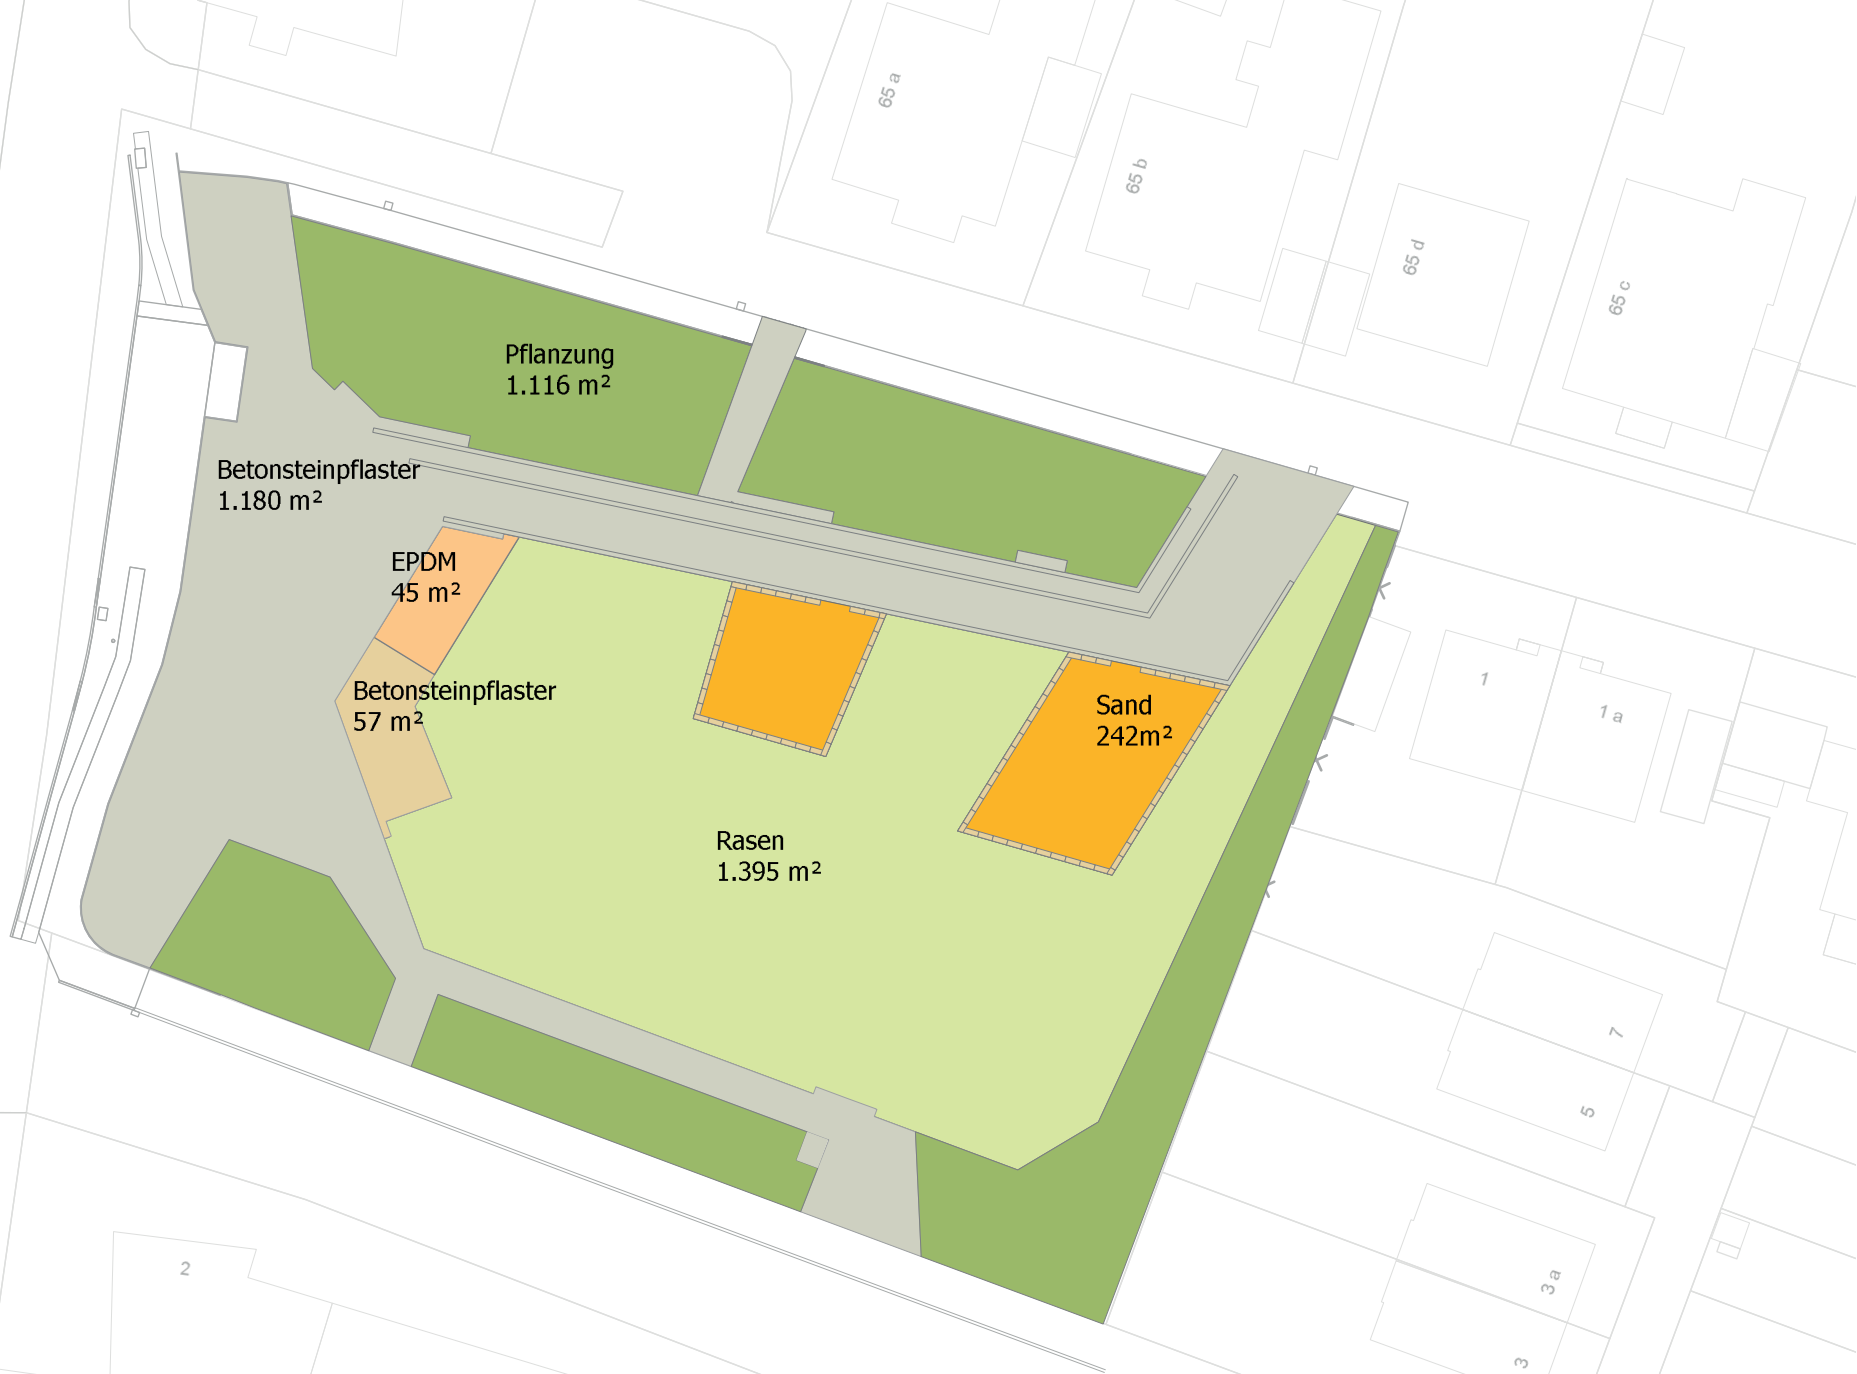 65 a
65 b
65 d
65 c
Pflanzung
1.116 m²
Betonsteinpflaster
1.180 m²
EPDM
45 m²
Betonsteinpflaster
57 m²
Sand
242m²
Rasen
1.395 m²
1
1 a
7
5
2
3 a
3